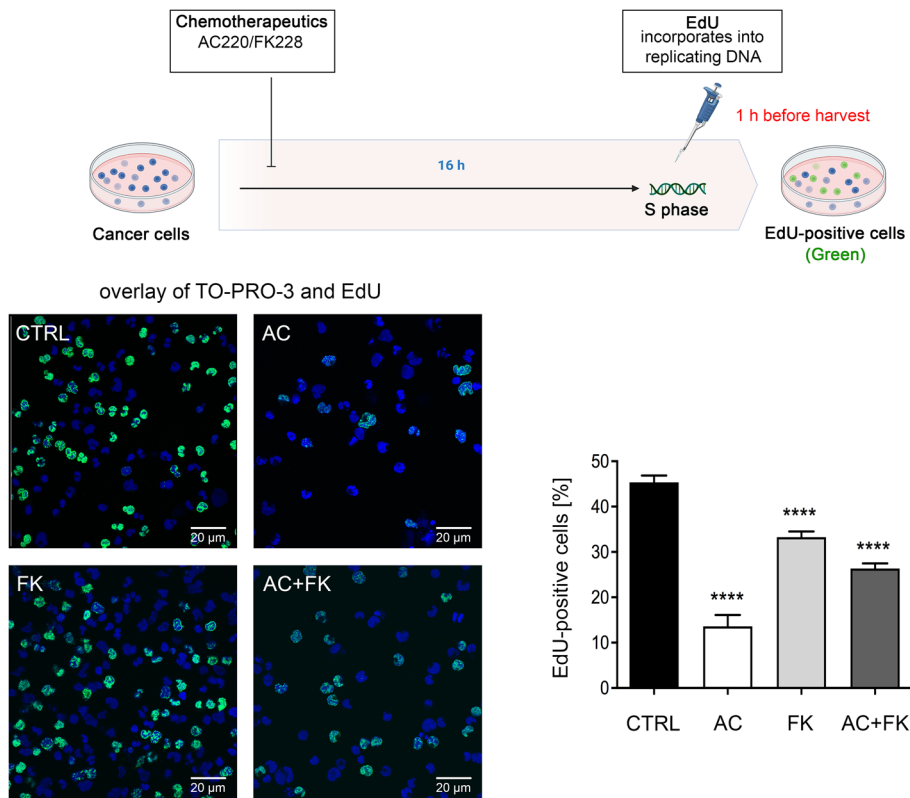 Chemotherapeutics
AC220/FK228
EdU
incorporates into
replicating DNA
1 h before harvest
16 h
S phase
Cancer cells
EdU-positive cells
(Green)
overlay of TO-PRO-3 and EdU
CTRL
20 µm
AC
20 µm
FK
20 µm
AC+FK
20 µm
EdU-positive cells [%]
50
40
30
20
10
0
****
****
****
CTRL
AC
FK
AC+FK